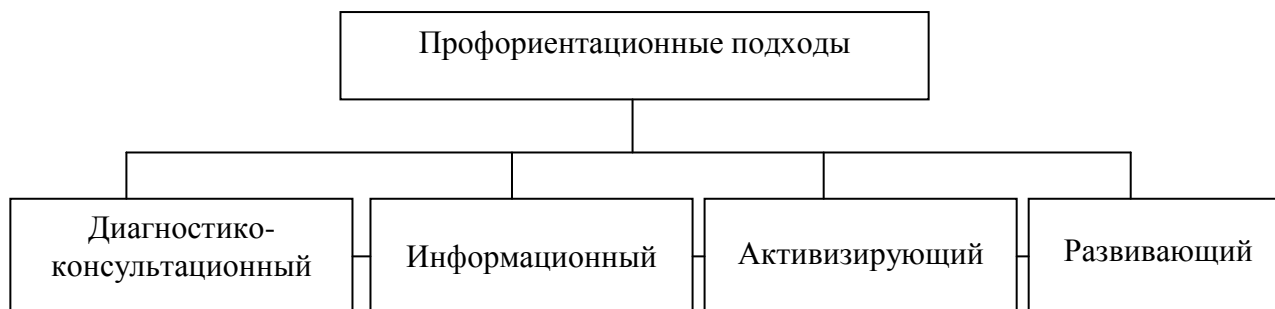 Профориентационные подходы
Диагностико-
консультационный
Информационный
Активизирующий
Развивающий